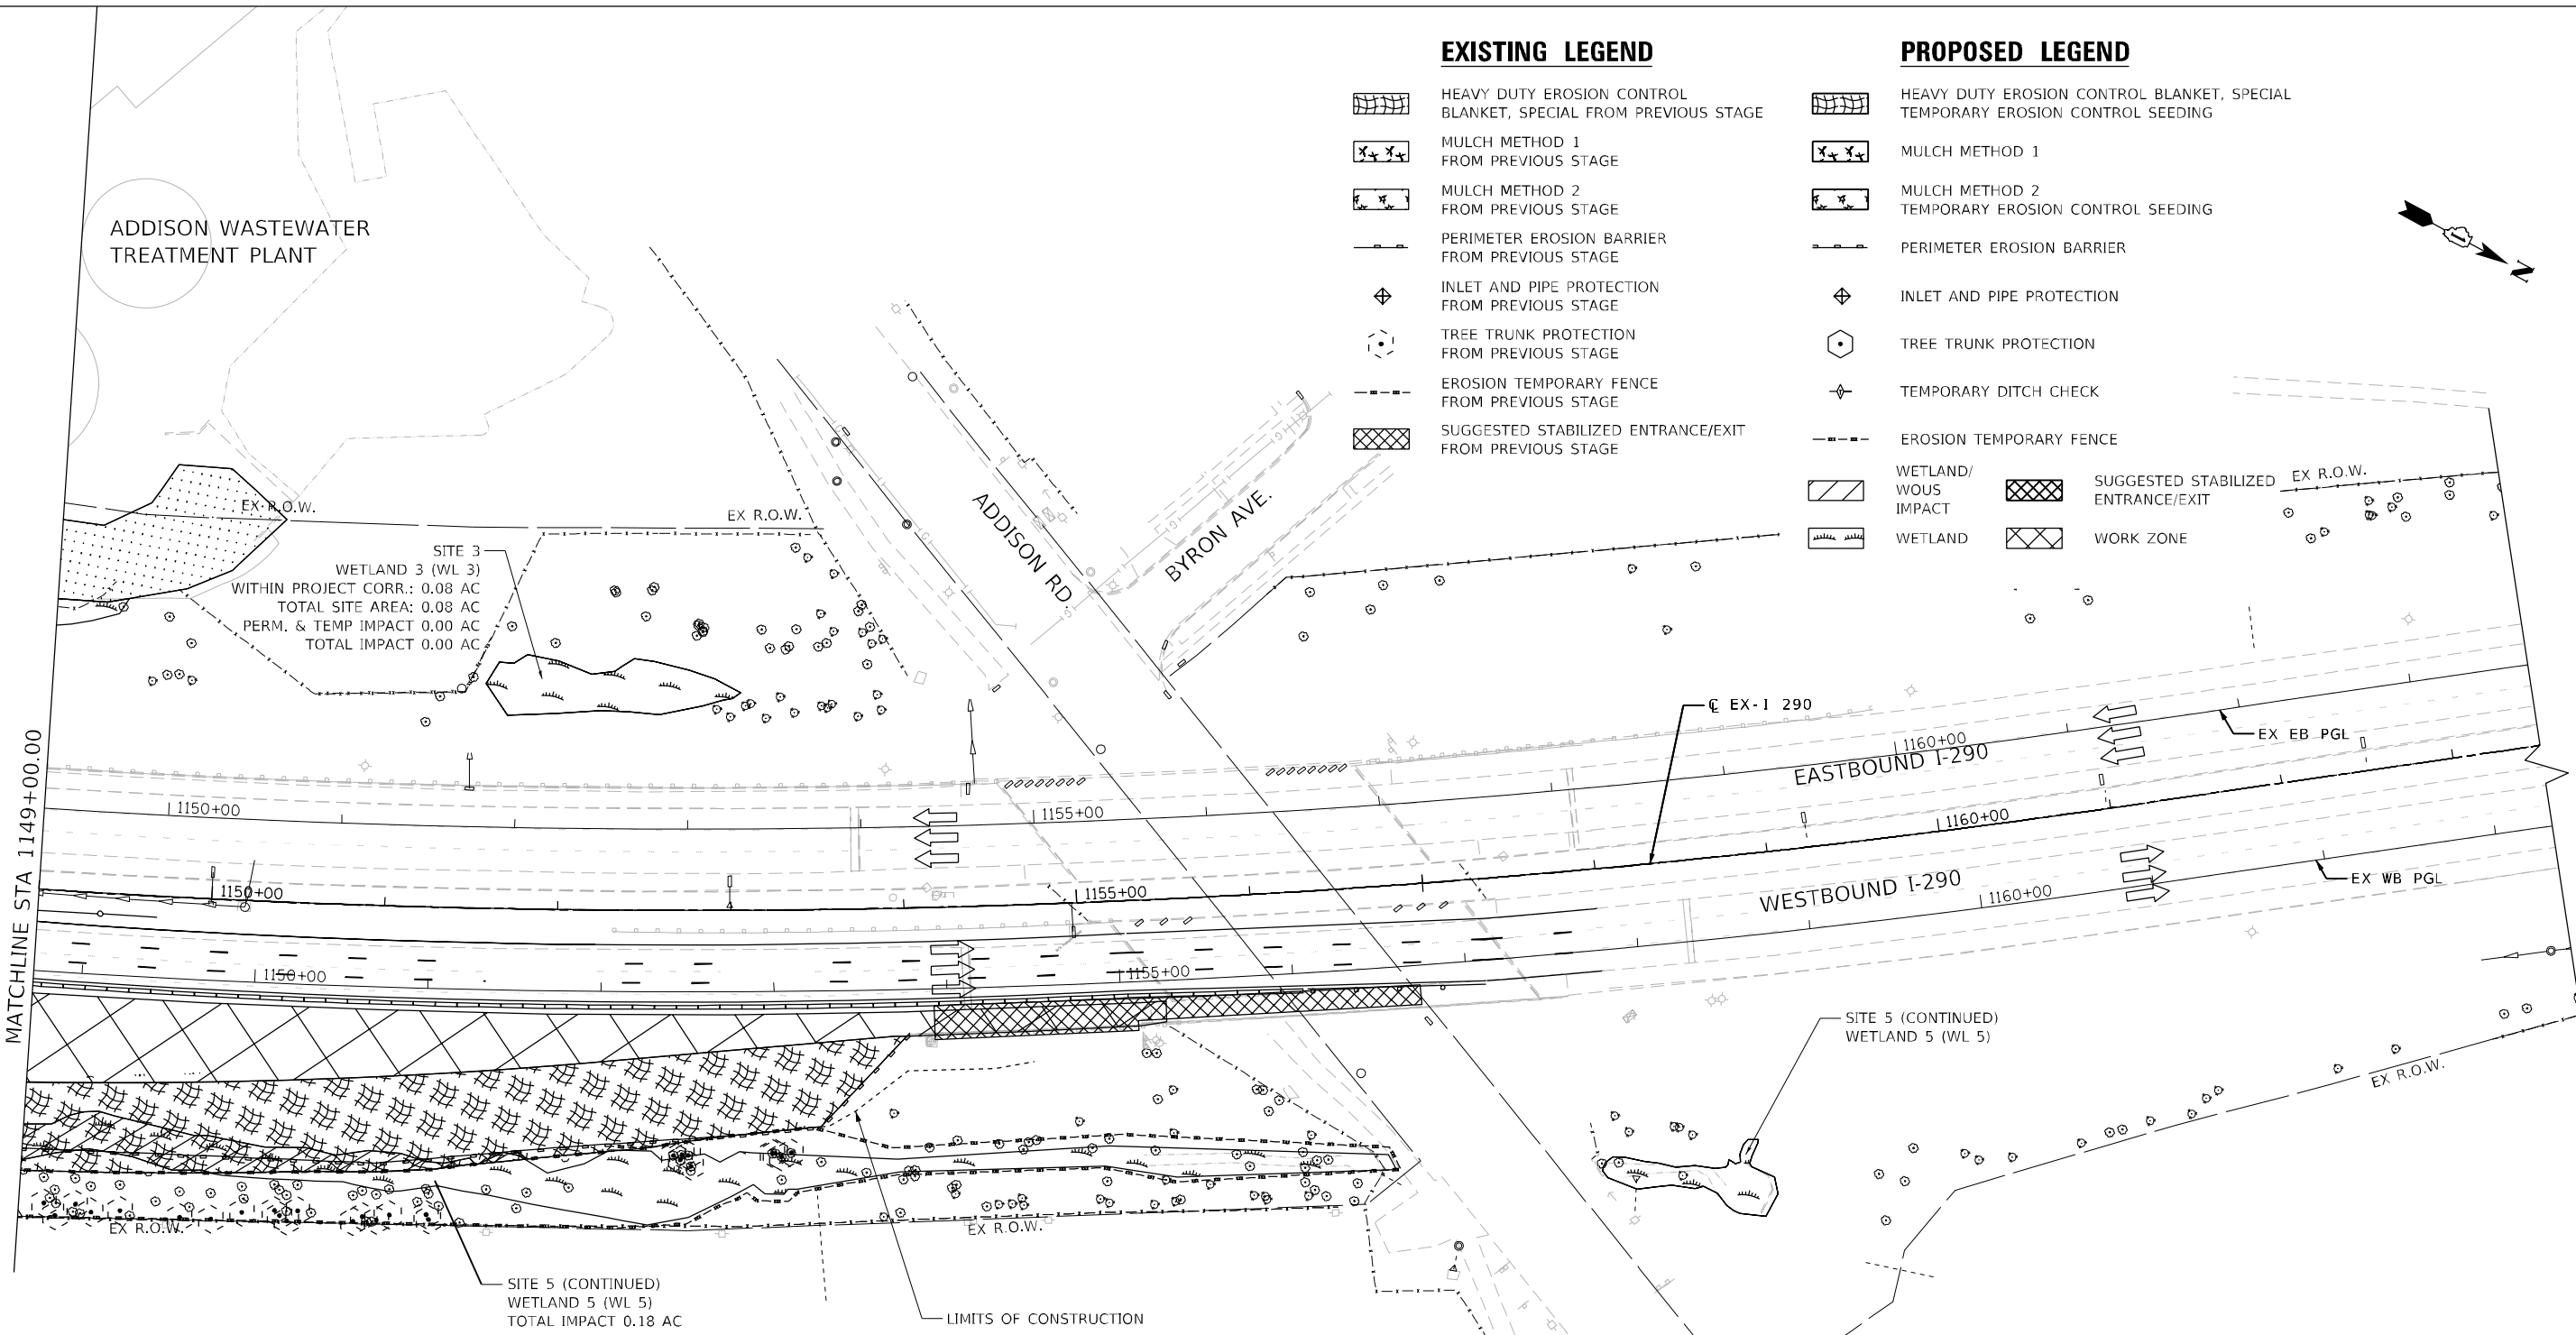 EXISTING LEGEND
HEAVY DUTY EROSION CONTROL
BLANKET, SPECIAL FROM PREVIOUS STAGE
MULCH METHOD 1
FROM PREVIOUS STAGE
MULCH METHOD 2
FROM PREVIOUS STAGE
PERIMETER EROSION BARRIER
FROM PREVIOUS STAGE
INLET AND PIPE PROTECTION
FROM PREVIOUS STAGE
TREE TRUNK PROTECTION
FROM PREVIOUS STAGE
EROSION TEMPORARY FENCE
FROM PREVIOUS STAGE
SUGGESTED STABILIZED ENTRANCE/EXIT
FROM PREVIOUS STAGE
PROPOSED LEGEND
HEAVY DUTY EROSION CONTROL BLANKET, SPECIAL
TEMPORARY EROSION CONTROL SEEDING
MULCH METHOD 1
MULCH METHOD 2
TEMPORARY EROSION CONTROL SEEDING
PERIMETER EROSION BARRIER
INLET AND PIPE PROTECTION
TREE TRUNK PROTECTION
TEMPORARY DITCH CHECK
EROSION TEMPORARY FENCE
WETLAND/
WOUS
IMPACT
SUGGESTED STABILIZED
ENTRANCE/EXIT
WETLAND
WORK ZONE
N
ADDISON WASTEWATER
TREATMENT PLANT
EX R.O.W.
EX R.O.W.
EX R.O.W.
SITE 3
WETLAND 3 (WL 3)
WITHIN PROJECT CORR.: 0.08 AC
TOTAL SITE AREA: 0.08 AC
PERM. & TEMP IMPACT 0.00 AC
TOTAL IMPACT 0.00 AC
ADDISON RD.
BYRON AVE.
MATCHLINE STA 1149+00.00
℄ EX-I 290
EX EB PGL
EASTBOUND I-290
1160+00
1150+00
1155+00
1160+00
1150+00
1155+00
WESTBOUND I-290
1160+00
EX WB PGL
1150+00
1155+00
SITE 5 (CONTINUED)
WETLAND 5 (WL 5)
EX R.O.W.
EX R.O.W.
EX R.O.W.
SITE 5 (CONTINUED)
WETLAND 5 (WL 5)
TOTAL IMPACT 0.18 AC
LIMITS OF CONSTRUCTION